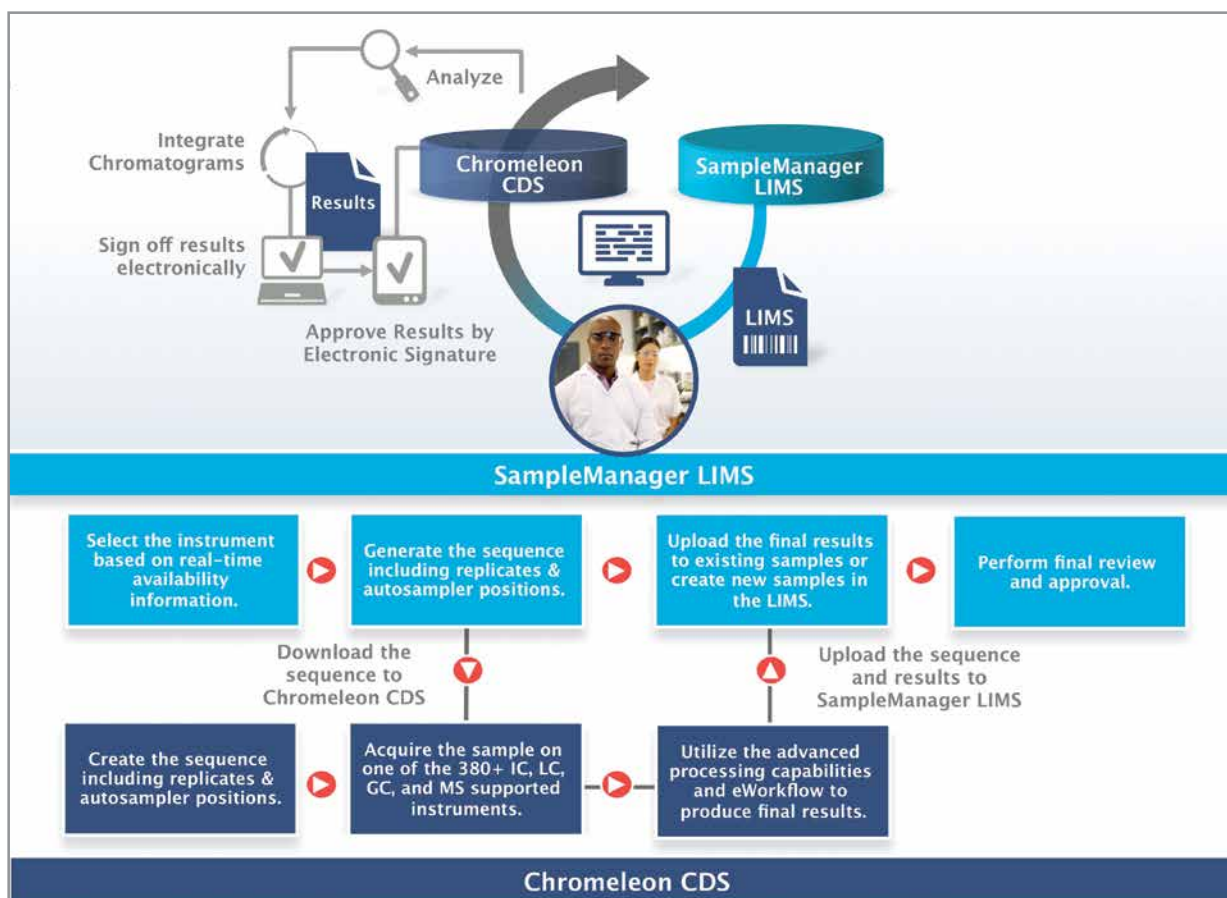 Analyze
Integrate
Chromatograms
Results
Sign off results
electronically
Approve Results by
Electronic Signature
Chromeleon
CDS
SampleManager
LIMS
LIMS
SampleManager LIMS
Select the instrument
based on real-time
availability
information.
Generate the sequence
including replicates &
autosampler positions.
Upload the final results
to existing samples or
create new samples in
the LIMS.
Perform final review
and approval.
Download the
sequence to
Chromeleon CDS
Upload the sequence
and results to
SampleManager LIMS
Create the sequence
including replicates &
autosampler positions.
Acquire the sample on
one of the 380+ IC, LC,
GC, and MS supported
instruments.
Utilize the advanced
processing capabilities
and eWorkflow to
produce final results.
Chromeleon CDS